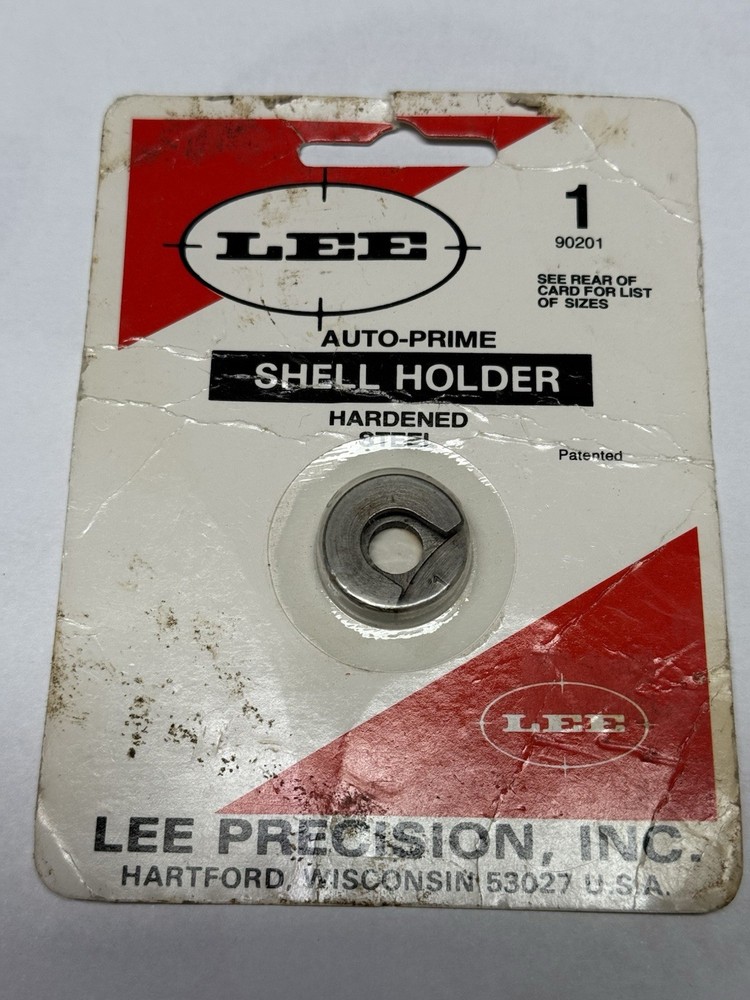 LEE
1
90201
SEE REAR OF
CARD FOR LIST
OF SIZES
AUTO-PRIME
SHELL HOLDER
HARDENED
STEEL
Patented
LEE
LEE PRECISION, INC.
HARTFORD, WISCONSIN 53027 U.S.A.